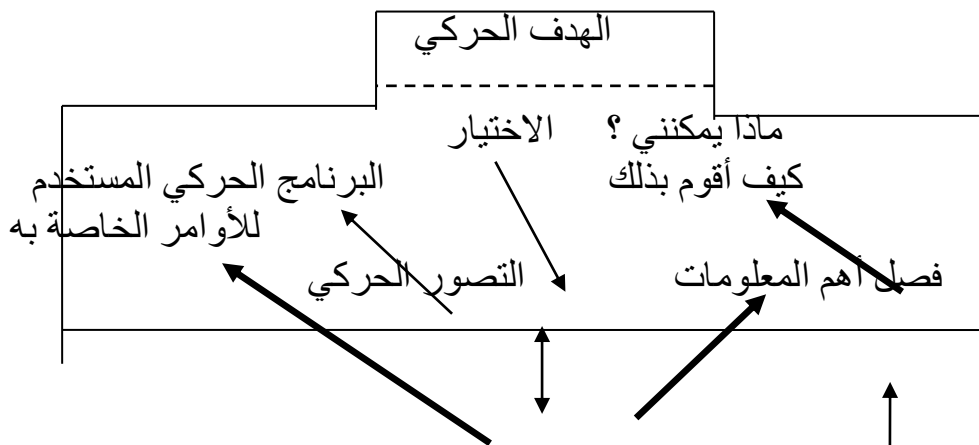 الهدف الحركي
ماذا يمكنني ؟
كيف أقوم بذلك
الاختيار
البرنامج الحركي المستخدم
للأوامر الخاصة به
فصل أهم المعلومات
التصور الحركي